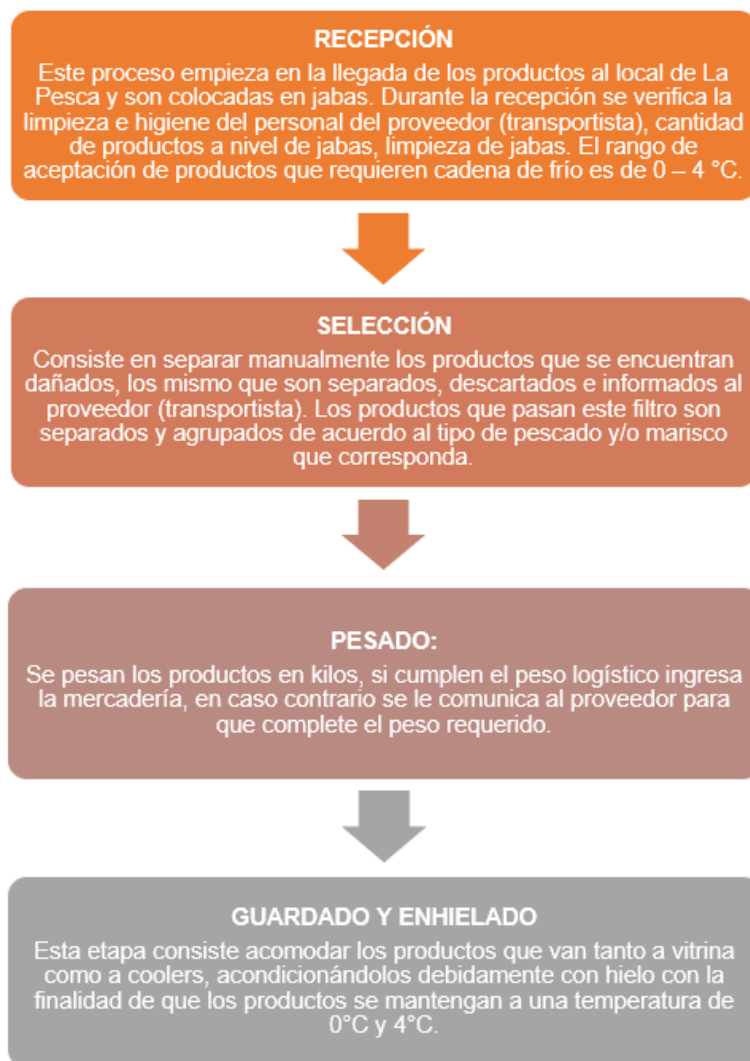 RECEPCIÓN
Este proceso empieza en la llegada de los productos al local de La
Pesca y son colocadas en jabas. Durante la recepción se verifica la
limpieza e higiene del personal del proveedor (transportista), cantidad
de productos a nivel de jabas, limpieza de jabas. El rango de
aceptación de productos que requieren cadena de frío es de 0 – 4 °C.
SELECCIÓN
Consiste en separar manualmente los productos que se encuentran
dañados, los mismo que son separados, descartados e informados al
proveedor (transportista). Los productos que pasan este filtro son
separados y agrupados de acuerdo al tipo de pescado y/o marisco
que corresponda.
PESADO:
Se pesan los productos en kilos, si cumplen el peso logístico ingresa
la mercadería, en caso contrario se le comunica al proveedor para
que complete el peso requerido.
GUARDADO Y ENHIELADO
Esta etapa consiste acomodar los productos que van tanto a vitrina
como a coolers, acondicionándolos debidamente con hielo con la
finalidad de que los productos se mantengan a una temperatura de
0°C y 4°C.